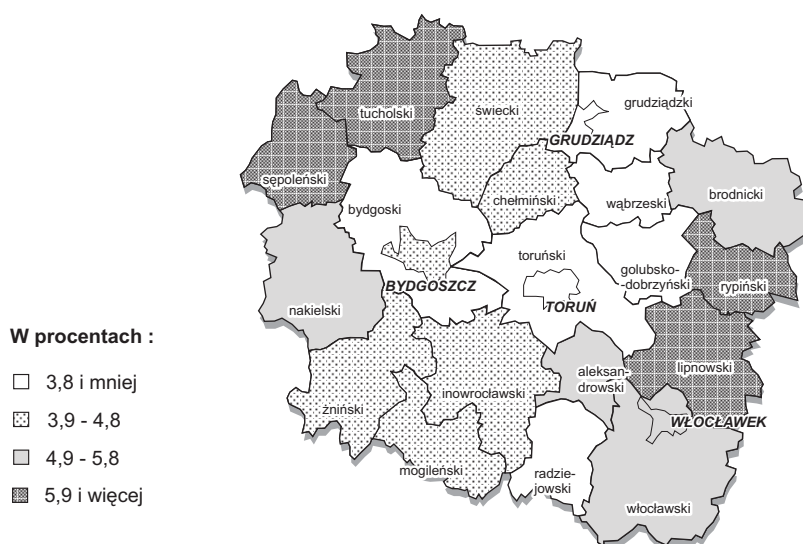 tucholski
świecki
grudziądzki
GRUDZIĄDZ
sępoleński
chełmiński
wąbrzeski
brodnicki
bydgoski
toruński
golubsko-
-dobrzyński
rypiński
BYDGOSZCZ
TORUŃ
nakielski
W procentach :
3,8 i mniej
3,9 - 4,8
4,9 - 5,8
5,9 i więcej
żniński
inowrocławski
aleksan-
drowski
lipnowski
WŁOCŁAWEK
mogileński
radzie-
jowski
włocławski